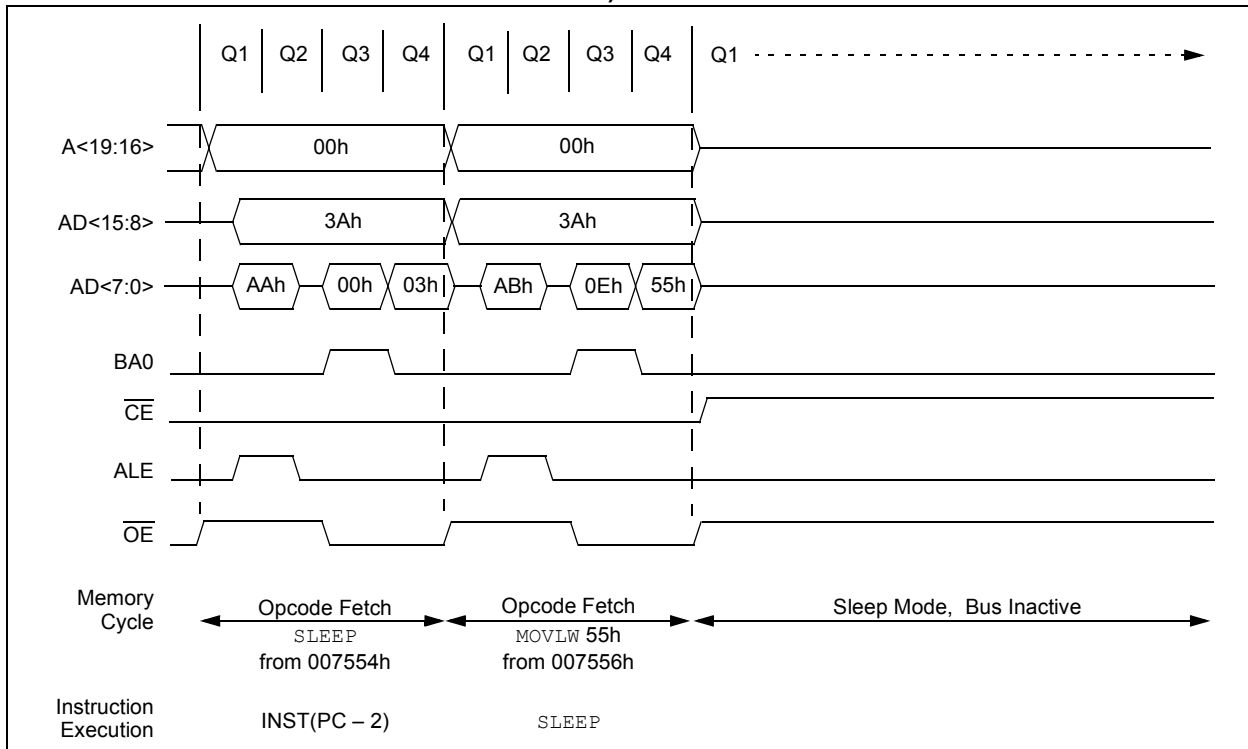 Q1 Q2 Q3 Q4 Q1 Q2 Q3 Q4 Q1
A<19:16> 00h 00h
AD<15:8> 3Ah 3Ah
AD<7:0> AAh 00h 03h ABh 0Eh 55h
BA0
CE
ALE
OE
Memory
Cycle
Opcode Fetch
SLEEP
from 007554h
Opcode Fetch
MOVLW 55h
from 007556h
Sleep Mode, Bus Inactive
Instruction
Execution
INST(PC – 2)
SLEEP